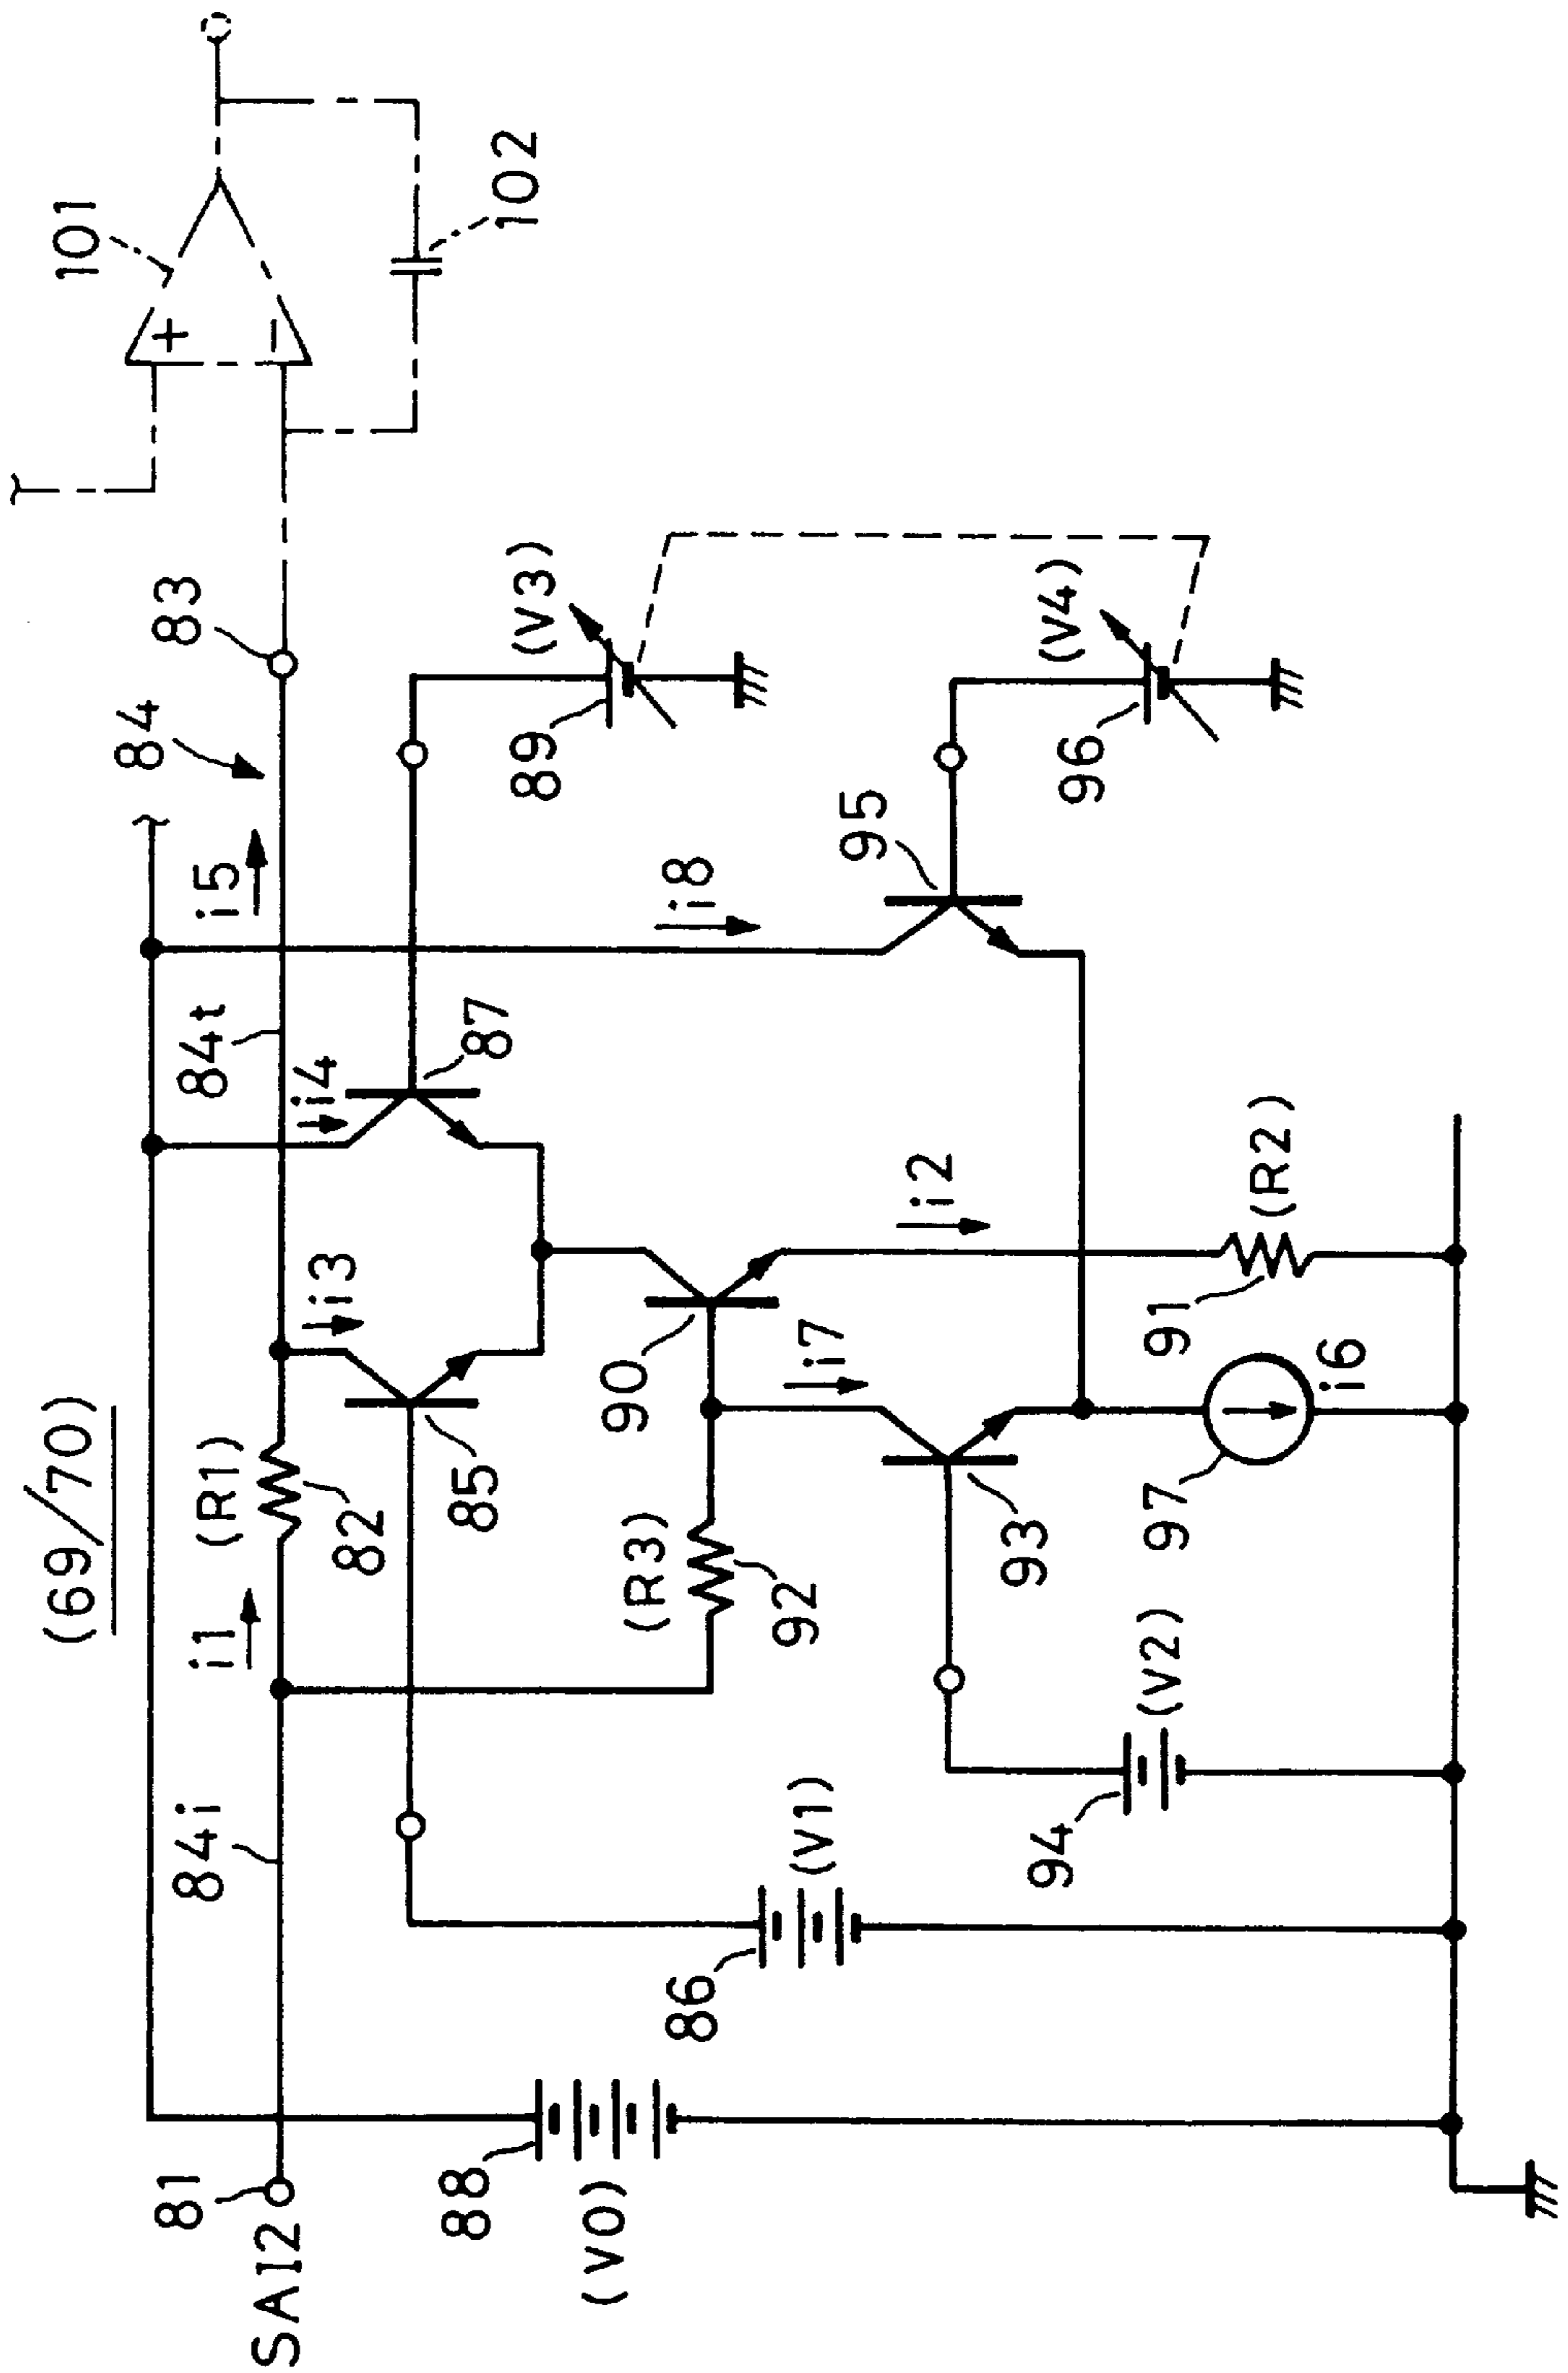 (69/70)
101
+
−
102
83
84
84t
i5
84i
i1
(R1)
82
i3
i4
87
85
i8
(V3)
89
(V4)
96
95
90
(R3)
92
i7
i2
(R2)
91
93
97
i6
(V2)
94
(V1)
86
88
(V0)
81
SAI2